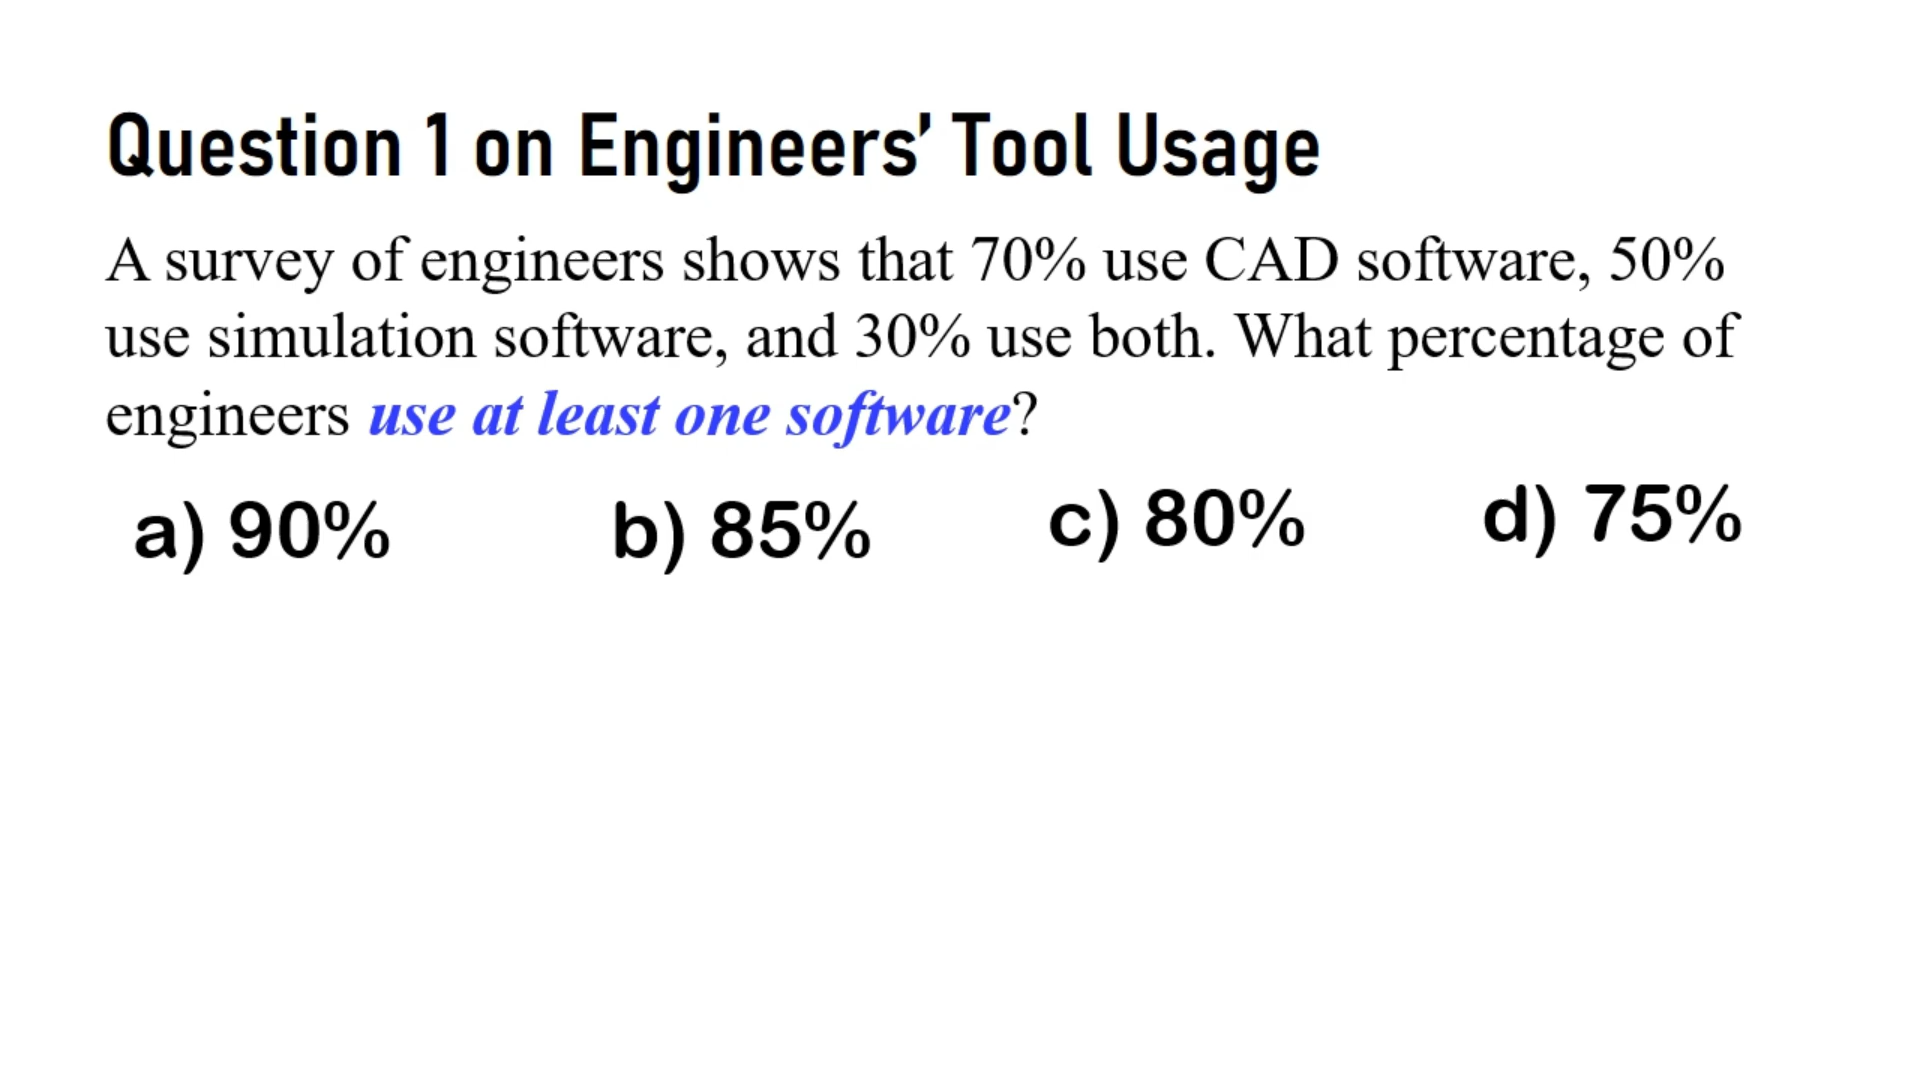 Question 1 on Engineers’ Tool Usage
A survey of engineers shows that 70% use CAD software, 50%
use simulation software, and 30% use both. What percentage of
engineers use at least one software?
a) 90% b) 85% c) 80% d) 75%